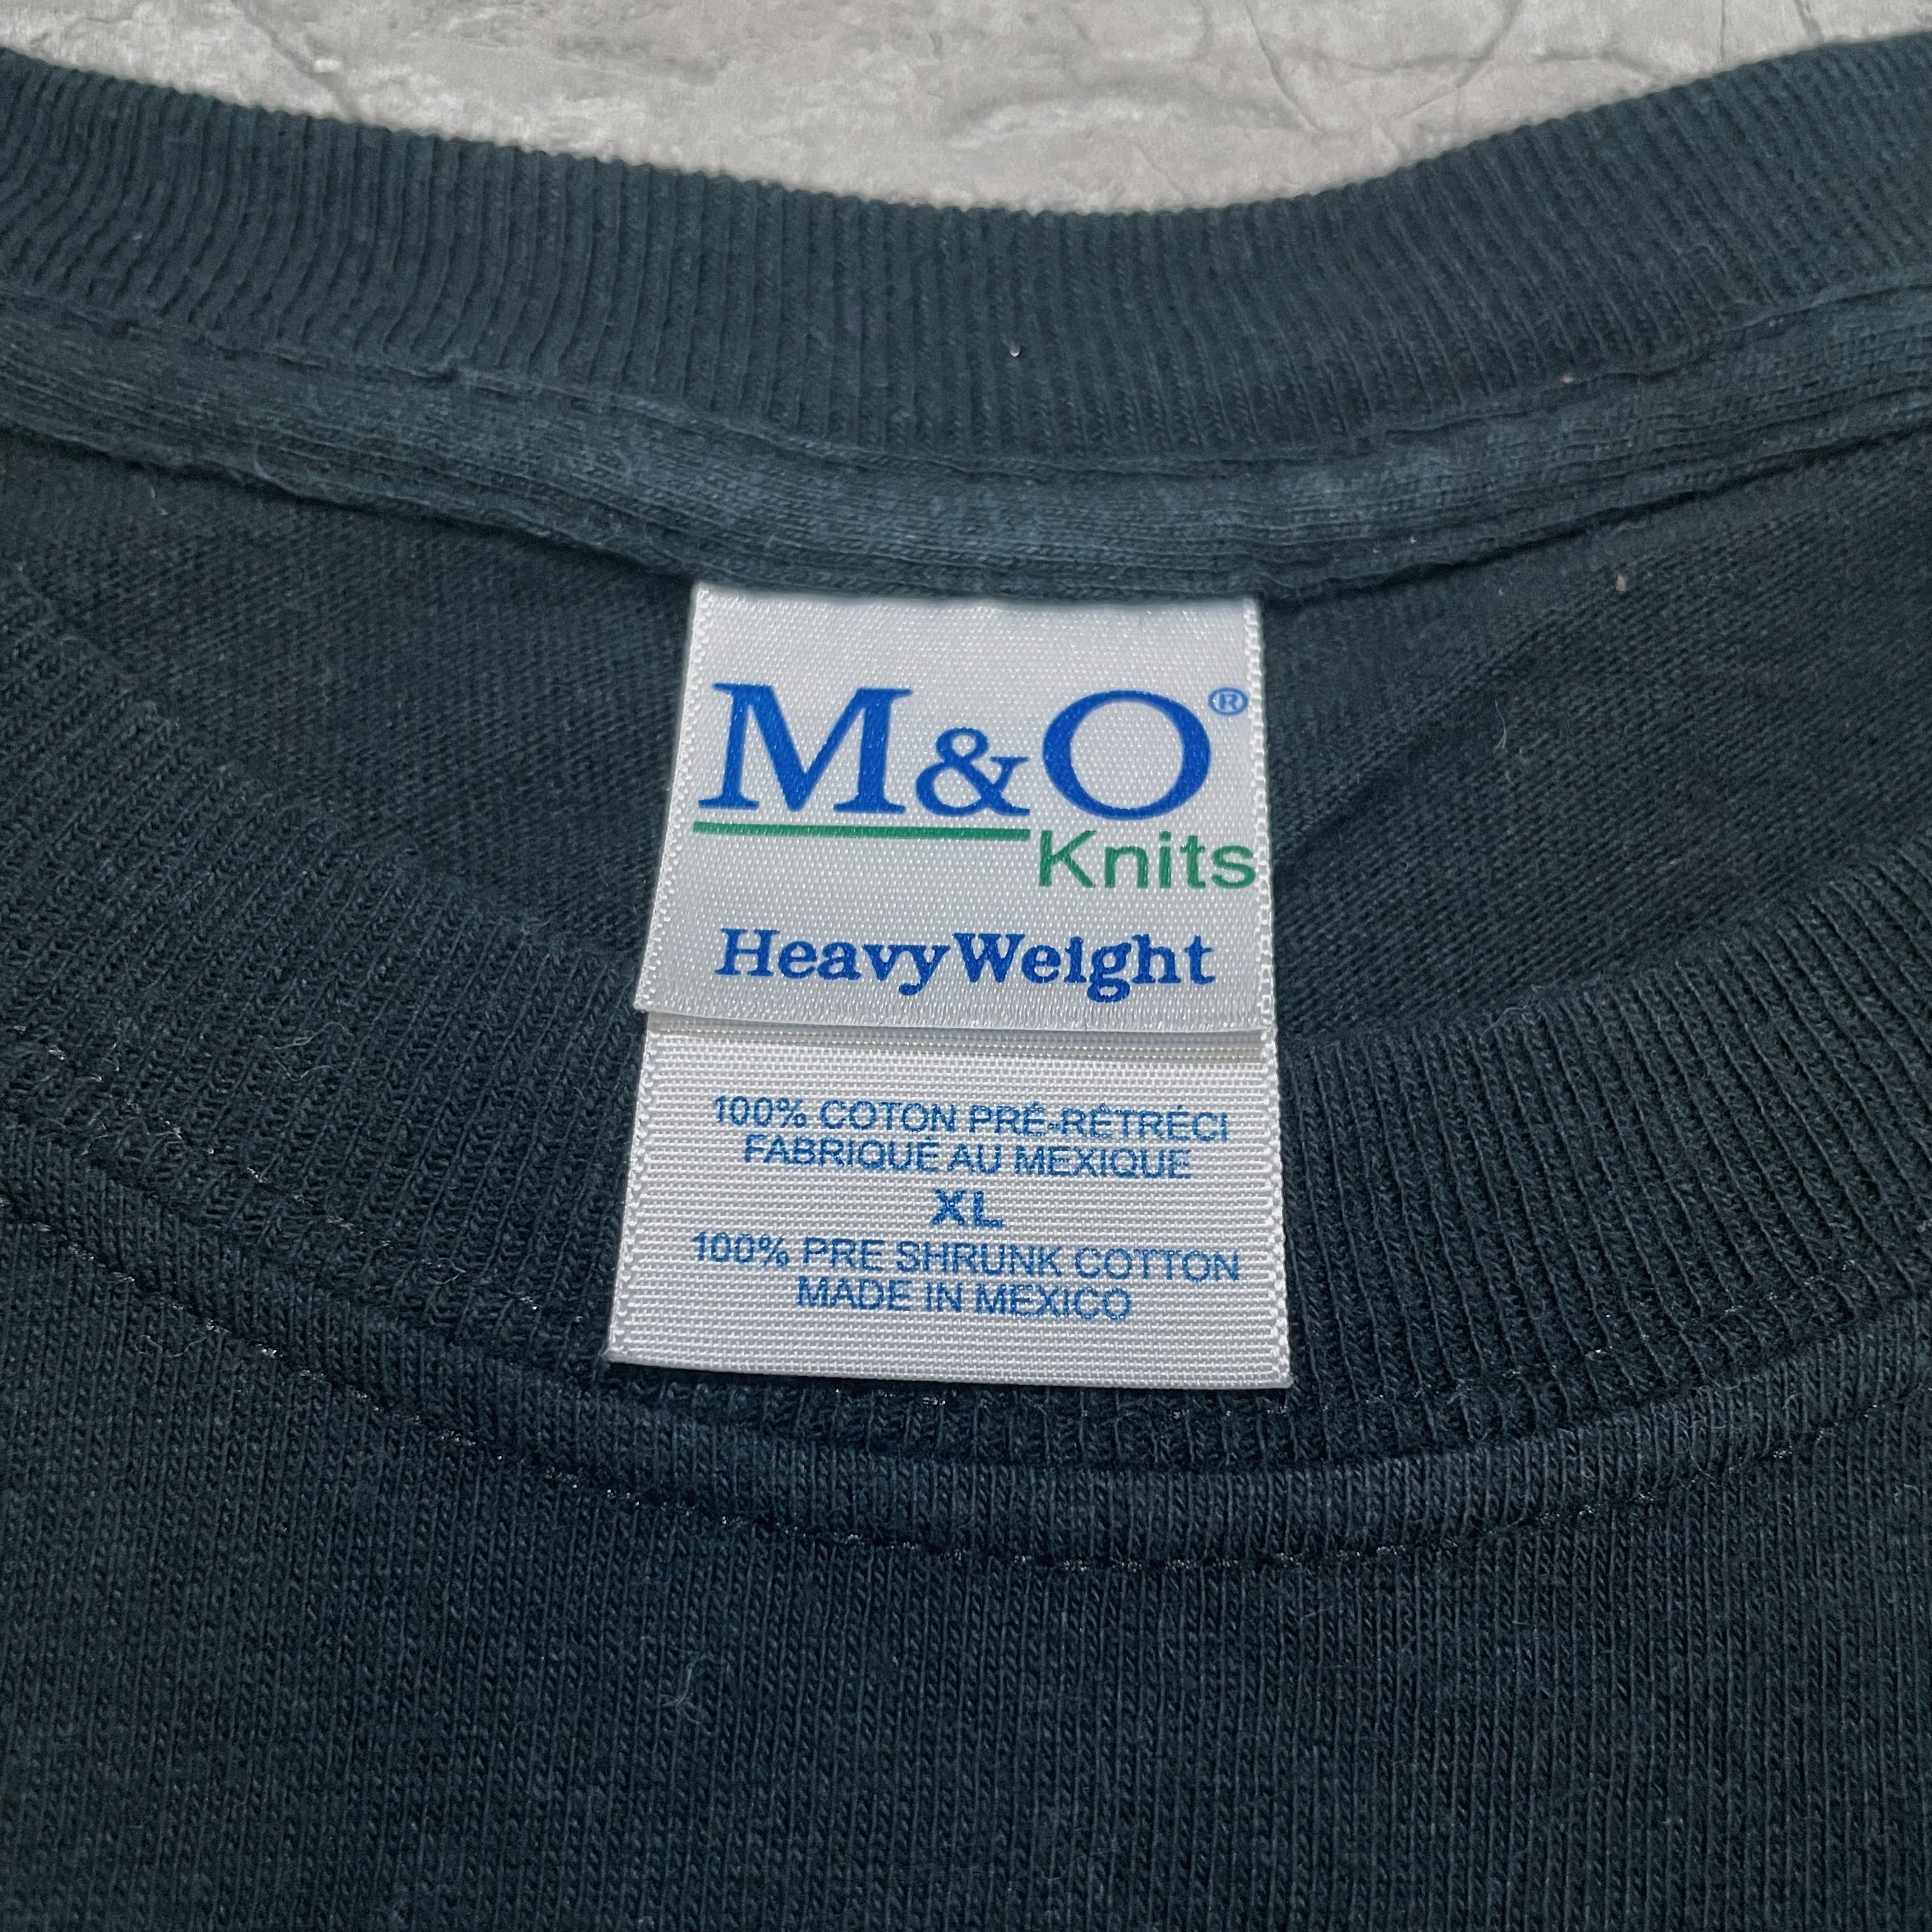 M&O®
Knits
HeavyWeight
100% COTON PRÉ-RÉTRÉCI
FABRIQUÉ AU MEXIQUE
XL
100% PRE SHRUNK COTTON
MADE IN MEXICO